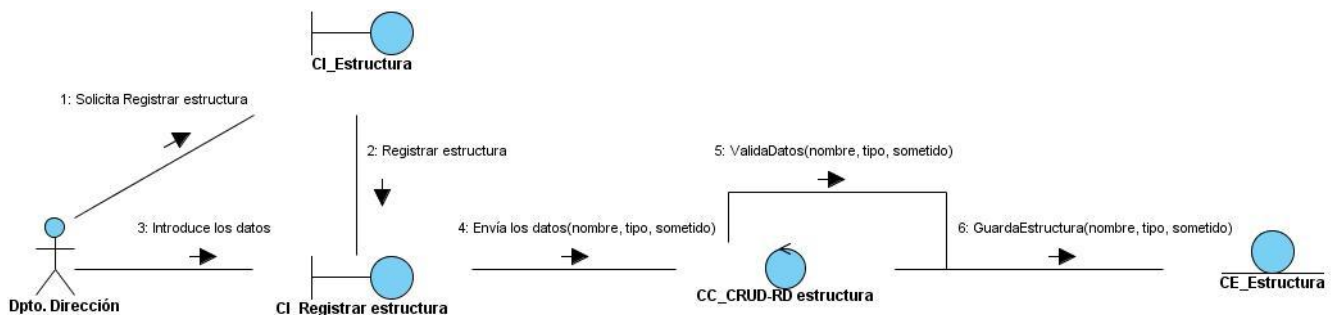 CI_Estructura
1: Solicita Registrar estructura
2: Registrar estructura
5: ValidaDatos(nombre, tipo, sometido)
3: Introduce los datos
4: Envía los datos(nombre, tipo, sometido)
6: GuardaEstructura(nombre, tipo, sometido)
Dpto. Dirección
CI_Registrar estructura
CC_CRUD-RD estructura
CE_Estructura